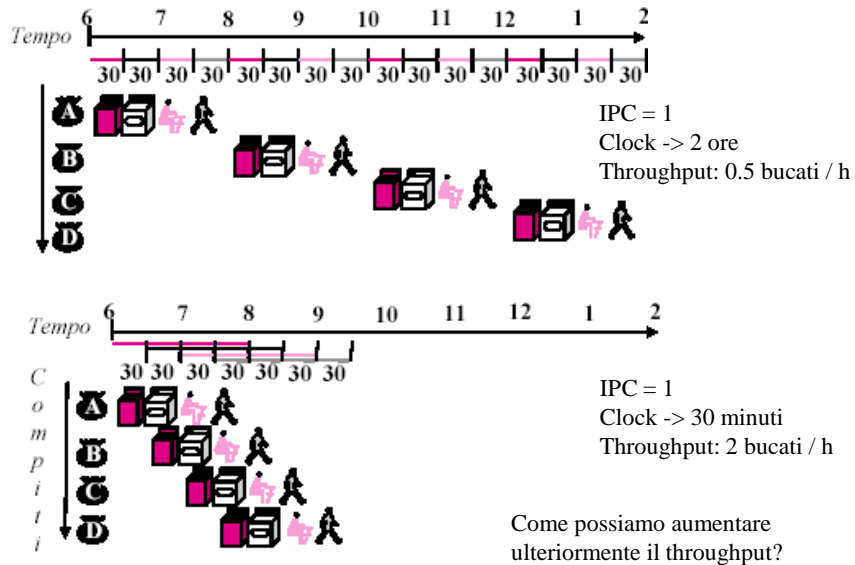 6 7 8 9 10 11 12 1 2
Tempo
30 30 30 30 30 30 30 30 30 30 30 30 30 30 30 30
A
B
C
D
IPC = 1
Clock -> 2 ore
Throughput: 0.5 bucati / h
6 7 8 9 10 11 12 1 2
Tempo
30 30 30 30 30 30 30
Compiti
A
B
C
D
IPC = 1
Clock -> 30 minuti
Throughput: 2 bucati / h
Come possiamo aumentare
ulteriormente il throughput?